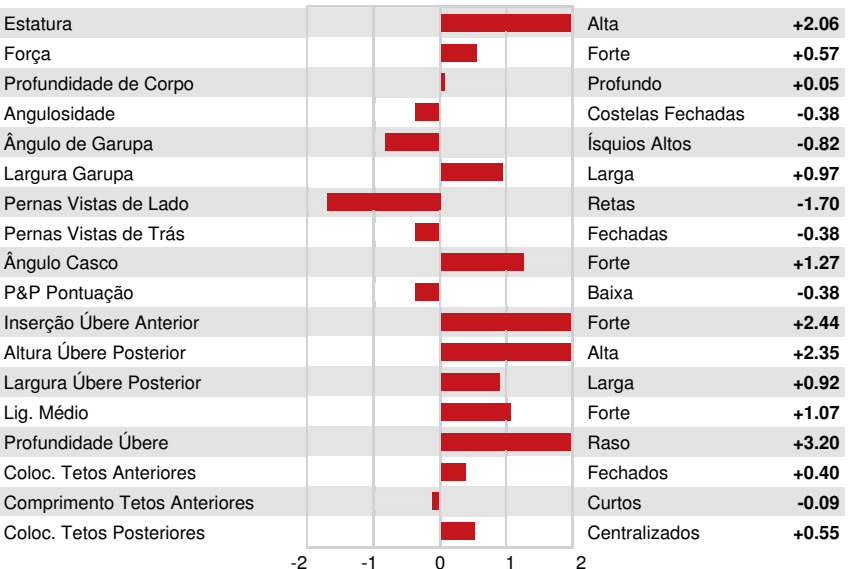 Estatura Alta +2.06
Força Forte +0.57
Profundidade de Corpo Profundo +0.05
Angulosidade Costelas Fechadas -0.38
Ângulo de Garupa Ísquios Altos -0.82
Largura Garupa Larga +0.97
Pernas Vistas de Lado Retas -1.70
Pernas Vistas de Trás Fechadas -0.38
Ângulo Casco Forte +1.27
P&P Pontuação Baixa -0.38
Inserção Úbere Anterior Forte +2.44
Altura Úbere Posterior Alta +2.35
Largura Úbere Posterior Larga +0.92
Lig. Médio Forte +1.07
Profundidade Úbere Raso +3.20
Coloc. Tetos Anteriores Fechados +0.40
Comprimento Tetos Anteriores Curtos -0.09
Coloc. Tetos Posteriores Centralizados +0.55
-2 -1 0 1 2